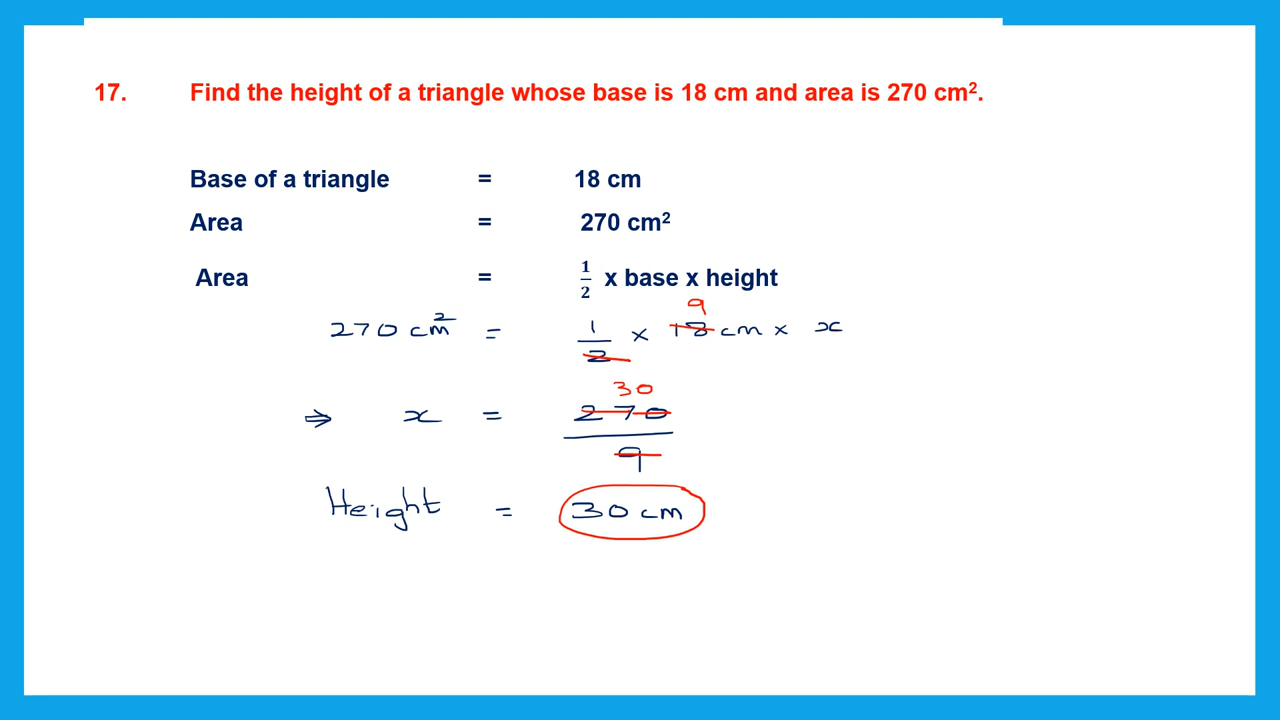 17. Find the height of a triangle whose base is 18 cm and area is 270 cm².
Base of a triangle = 18 cm
Area = 270 cm²
Area = 1/2 x base x height
9
270 cm² = 1/2 x 18 cm x x
30
⇒ x = 270/9
Height = 30 cm